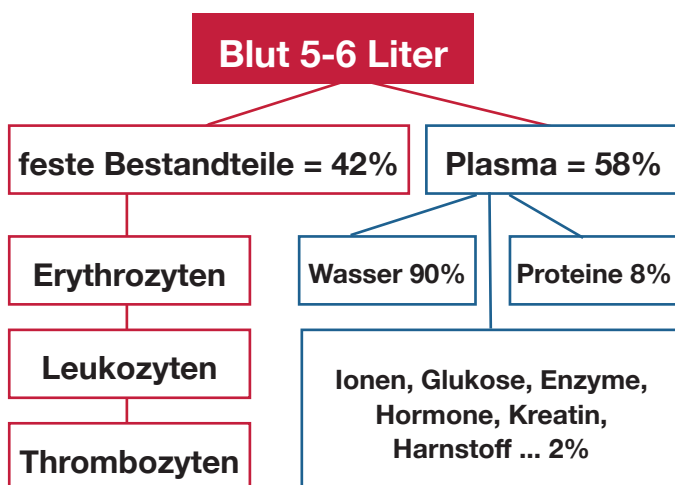 Blut 5-6 Liter
feste Bestandteile = 42%
Plasma = 58%
Erythrozyten
Leukozyten
Thrombozyten
Wasser 90%
Proteine 8%
Ionen, Glukose, Enzyme,
Hormone, Kreatin,
Harnstoff ... 2%